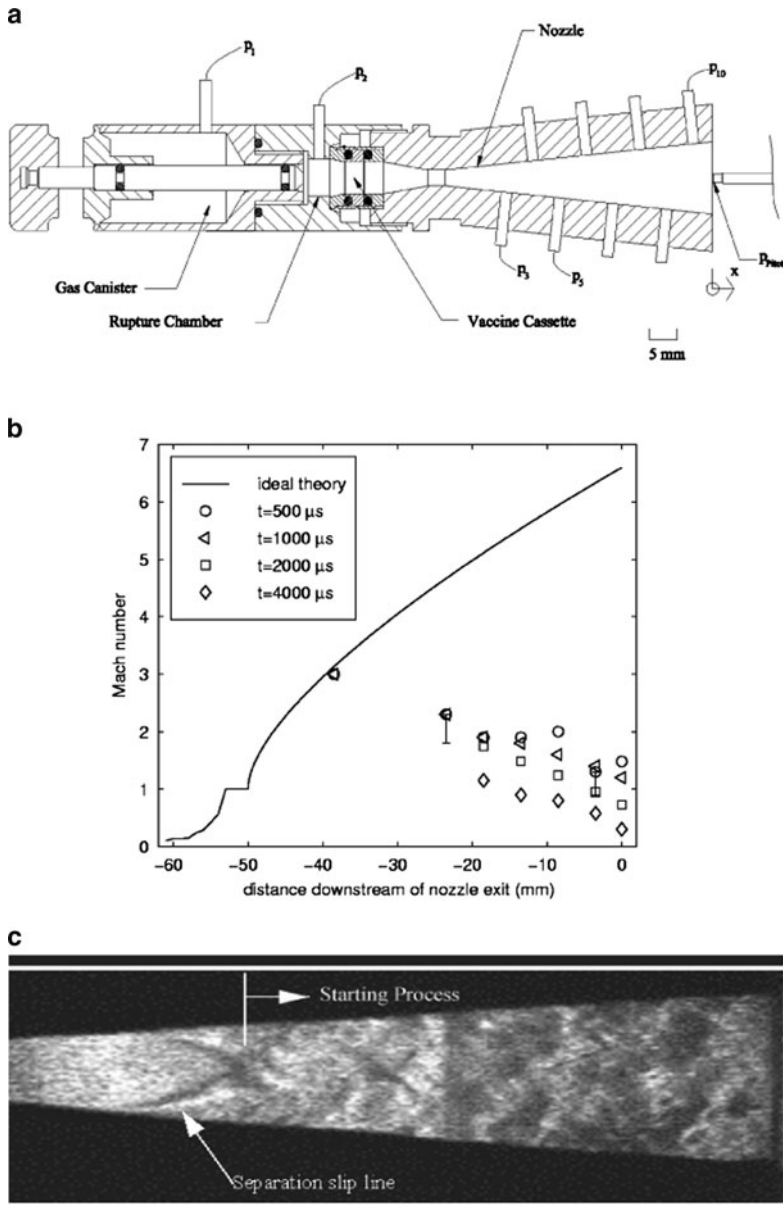 a
p1
p2
Nozzle
p10
Gas Canister
Rupture Chamber
p3
p5
Vaccine Cassette
pPitot
x
5 mm
b
7
6
5
4
3
2
1
0
Mach number
ideal theory
t=500 μs
t=1000 μs
t=2000 μs
t=4000 μs
−60 −50 −40 −30 −20 −10 0
distance downstream of nozzle exit (mm)
c
Starting Process
Separation slip line